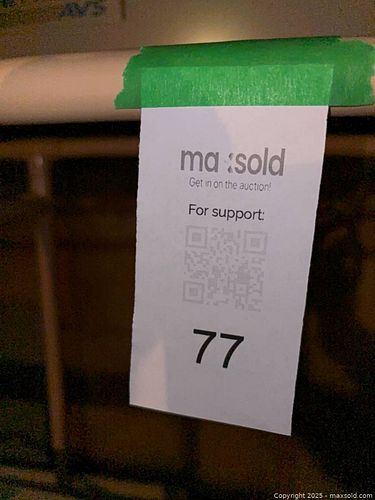 ma:sold
Get in on the auction!
For support:
77
Copyright 2025 - maxsold.com